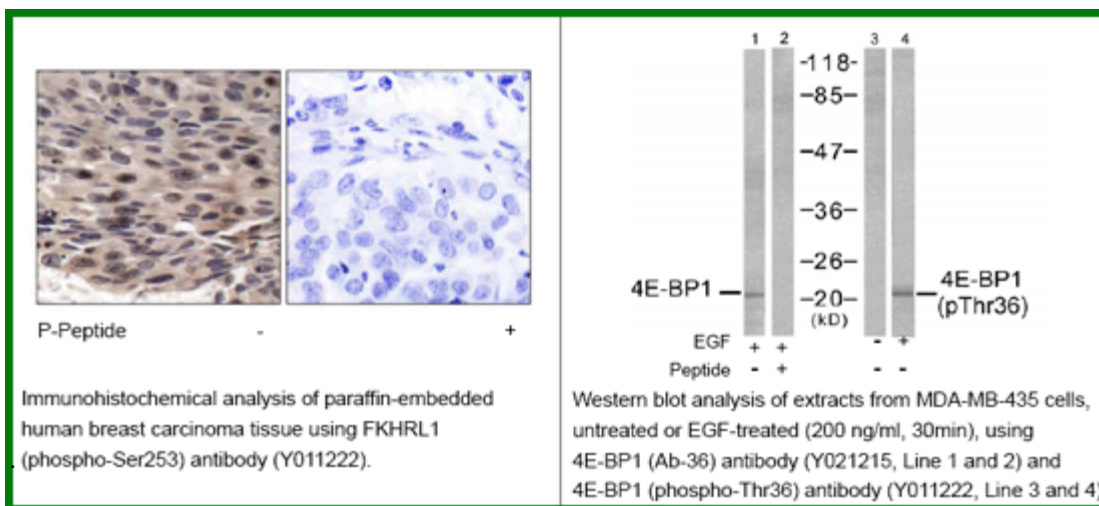 P-Peptide - +
Immunohistochemical analysis of paraffin-embedded
human breast carcinoma tissue using FKHRL1
(phospho-Ser253) antibody (Y011222).
1 2 3 4
-118-
-85-
-47-
-36-
-26-
4E-BP1 -20- 4E-BP1
(kD) (pThr36)
EGF + + - +
Peptide - + - -
Western blot analysis of extracts from MDA-MB-435 cells,
untreated or EGF-treated (200 ng/ml, 30min), using
4E-BP1 (Ab-36) antibody (Y021215, Line 1 and 2) and
4E-BP1 (phospho-Thr36) antibody (Y011222, Line 3 and 4)